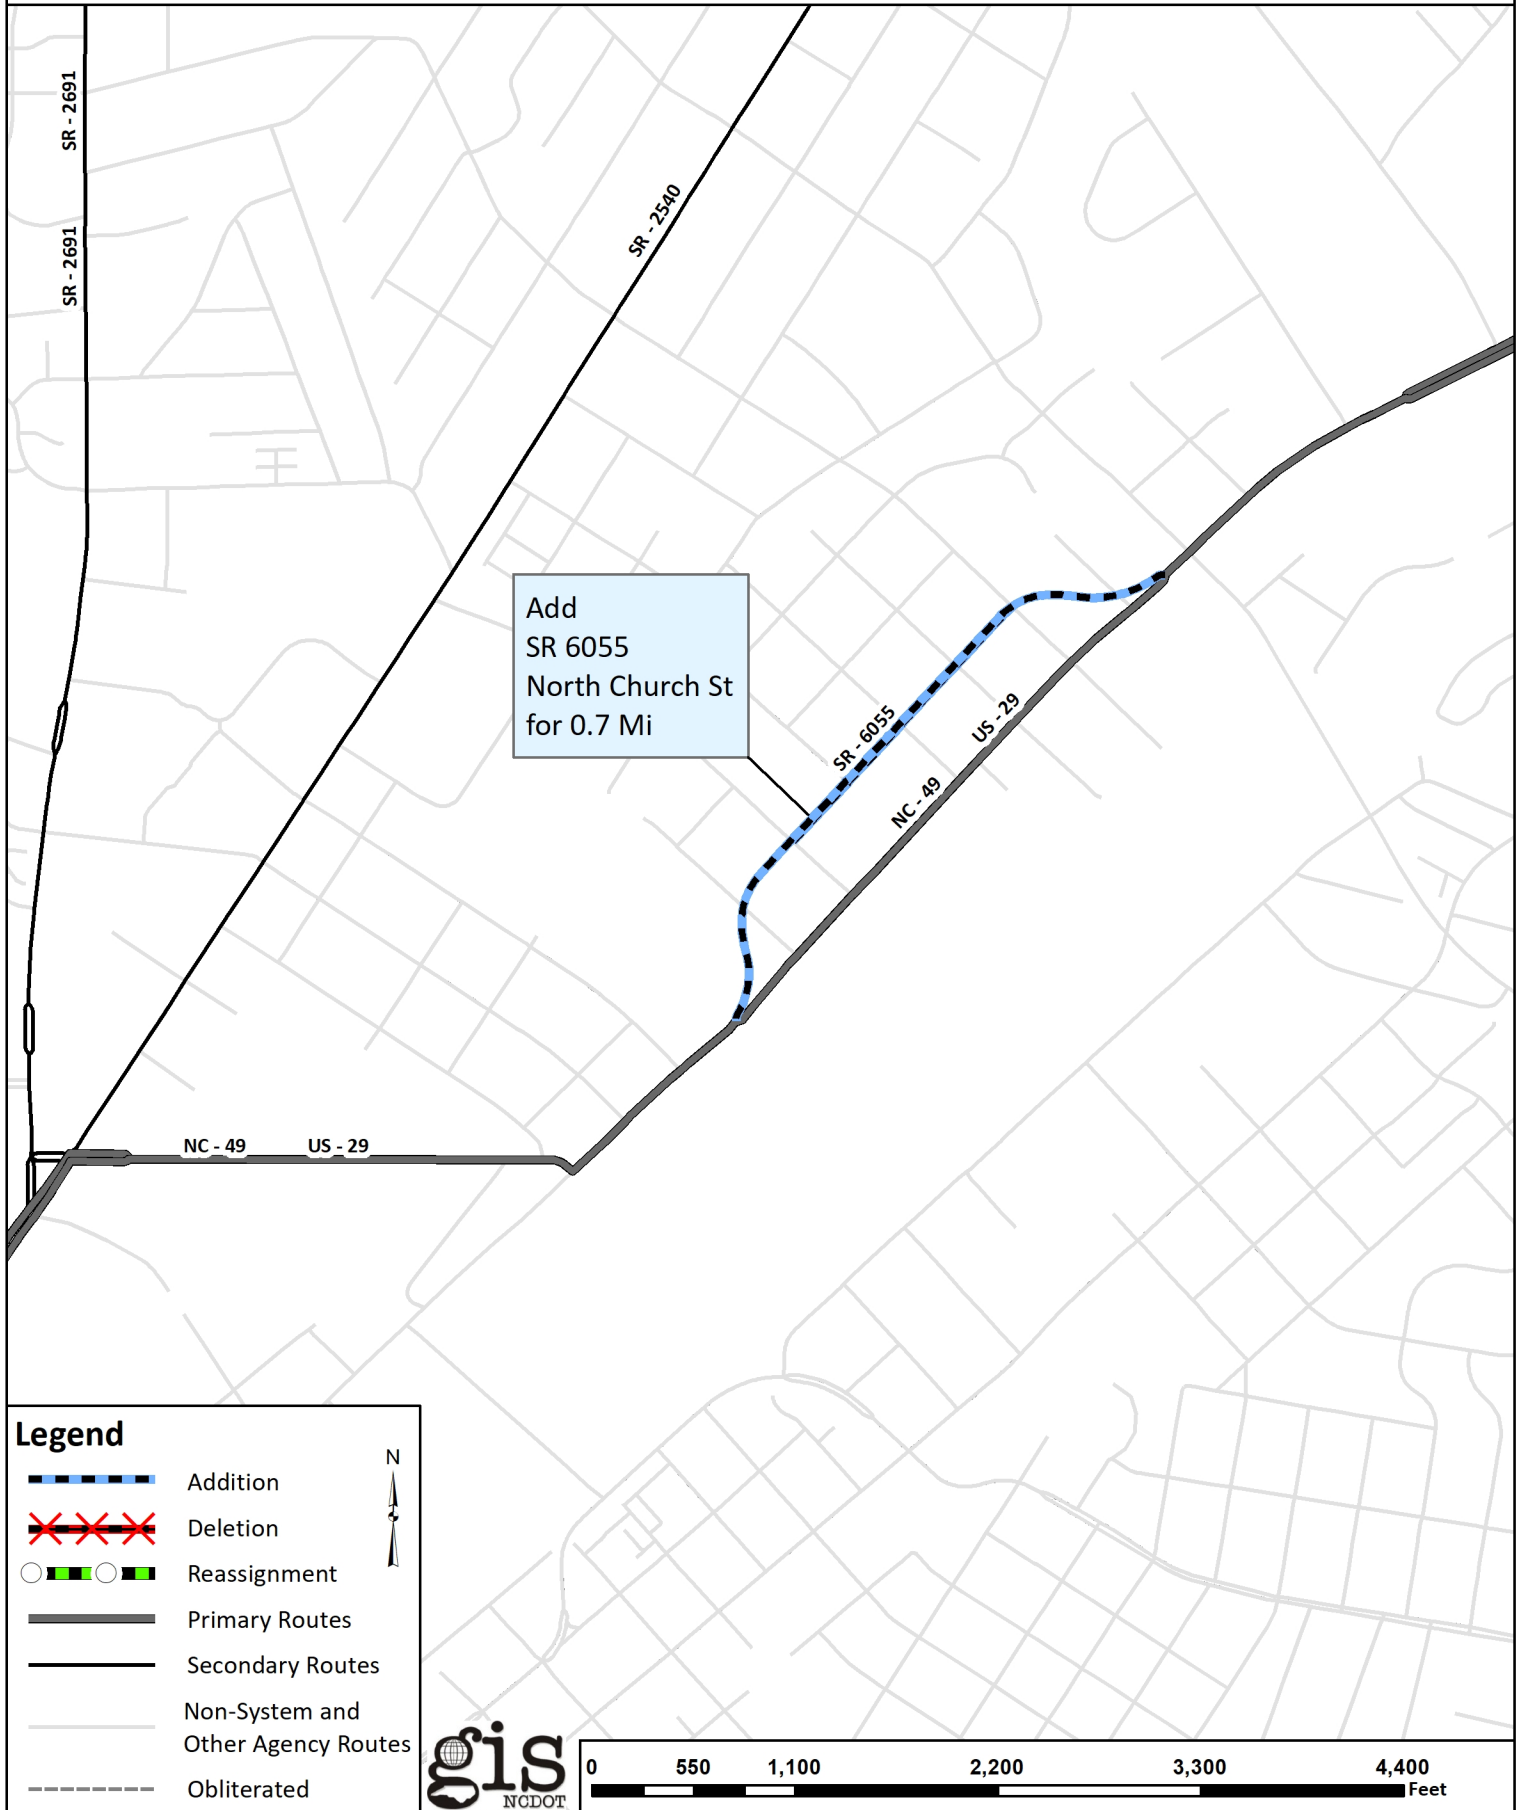 SR - 2691
SR - 2691
SR - 2540
Add
SR 6055
North Church St
for 0.7 Mi
SR - 6055
US - 29
NC - 49
NC - 49
US - 29
Legend
Addition
Deletion
Reassignment
Primary Routes
Secondary Routes
Non-System and
Other Agency Routes
Obliterated
N
gis
NCDOT
0 550 1,100 2,200 3,300 4,400
Feet